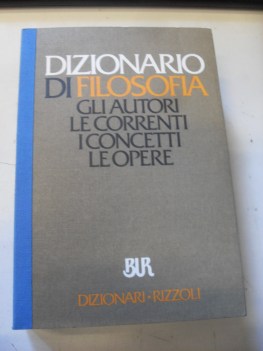 DIZIONARIO
DI FILOSOFIA
GLI AUTORI
LE CORRENTI
I CONCETTI
LE OPERE
BUR
DIZIONARI • RIZZOLI